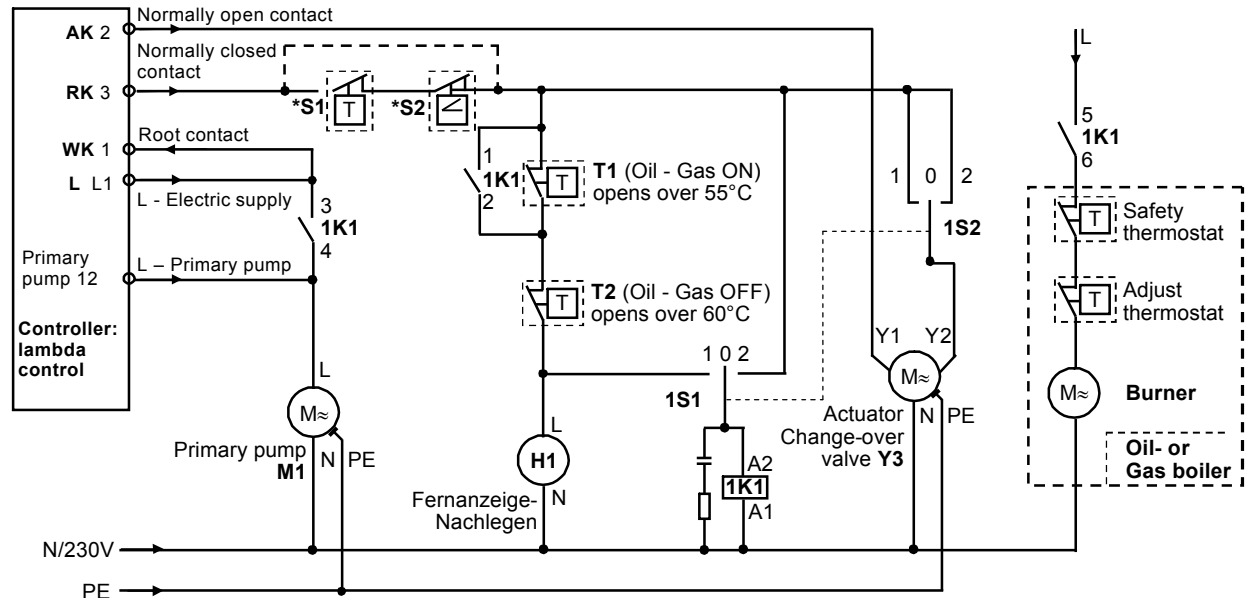 AK 2
Normally open contact
Normally closed
contact
RK 3
*S1
T
*S2
Root contact
WK 1
L L1
L - Electric supply
3
1K1
4
Primary
pump 12
L – Primary pump
Controller:
lambda
control
L
M≈
Primary pump
M1
N
PE
1
1K1
2
T
T1 (Oil - Gas ON)
opens over 55°C
T
T2 (Oil - Gas OFF)
opens over 60°C
L
H1
N
Fernanzeige-
Nachlegen
1 0 2
1S1
A2
1K1
A1
1 0 2
1S2
Y1
Y2
M≈
N
PE
Actuator
Change-over
valve Y3
L
5
1K1
6
T
Safety
thermostat
T
Adjust
thermostat
M≈
Burner
Oil- or
Gas boiler
N/230V
PE